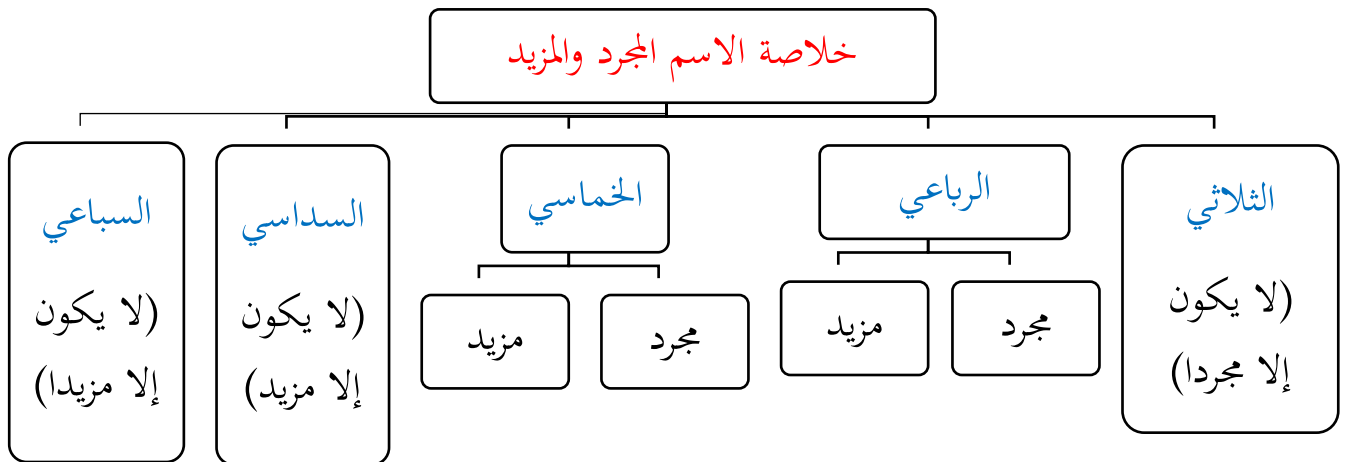 خلاصة الاسم المجرد والمزيد
الثلاثي
(لا يكون
إلا مجردا)
الرباعي
مجرد
مزيد
الخماسي
مجرد
مزيد
السداسي
(لا يكون
إلا مزيد)
السباعي
(لا يكون
إلا مزيدا)